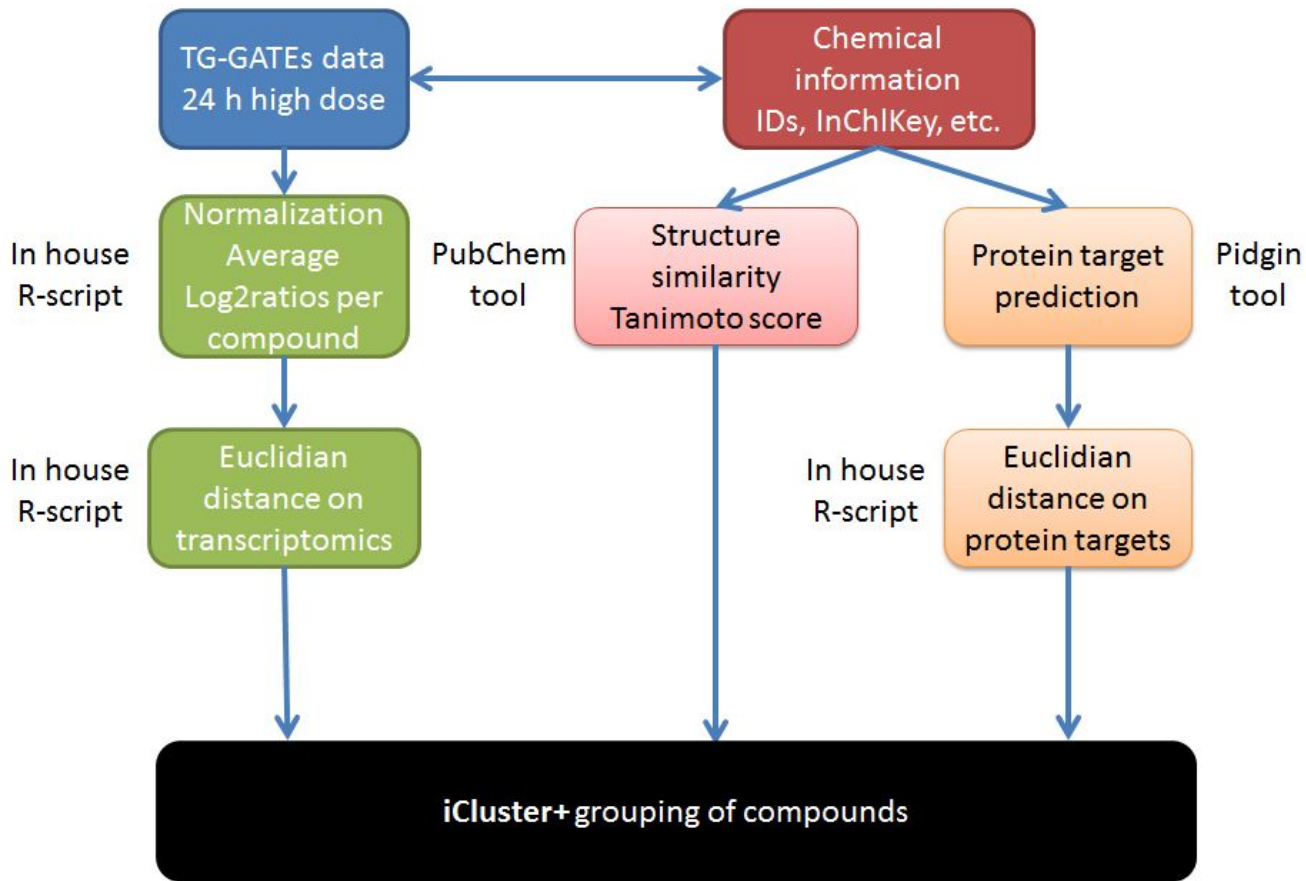 TG-GATEs data
24 h high dose
Chemical
information
IDs, InChlKey, etc.
In house
R-script
Normalization
Average
Log2ratios per
compound
PubChem
tool
Structure
similarity
Tanimoto score
Protein target
prediction
Pidgin
tool
In house
R-script
Euclidian
distance on
transcriptomics
In house
R-script
Euclidian
distance on
protein targets
iCluster+ grouping of compounds